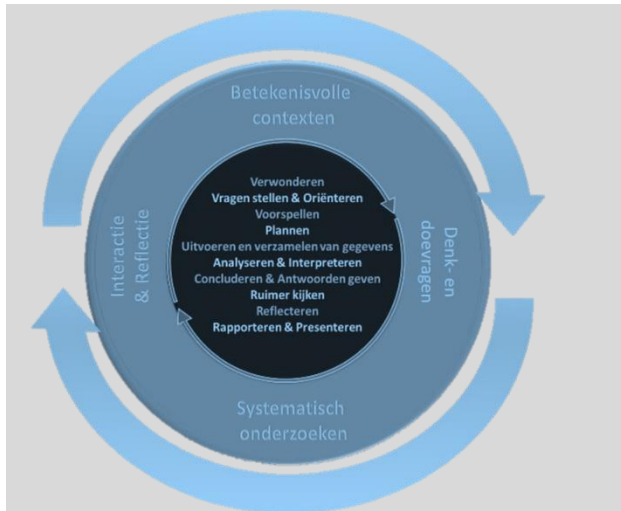 Betekenisvolle
contexten
Interactie
& Reflectie
Verwonderen
Vragen stellen & Oriënteren
Voorspellen
Plannen
Uitvoeren en verzamelen van gegevens
Analyseren & Interpreteren
Concluderen & Antwoorden geven
Ruimer kijken
Reflecteren
Rapporteren & Presenteren
Denk- en
doevragen
Systematisch
onderzoeken